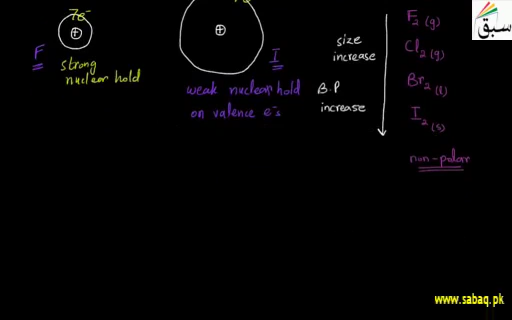 7e⁻
F
strong
nuclear hold
+
+
I
weak nuclear hold
on valence e⁻s
size
increase
B.P
increase
F₂ (g)
Cl₂ (g)
Br₂ (l)
I₂ (s)
non-polar
سبق
www.sabaq.pk